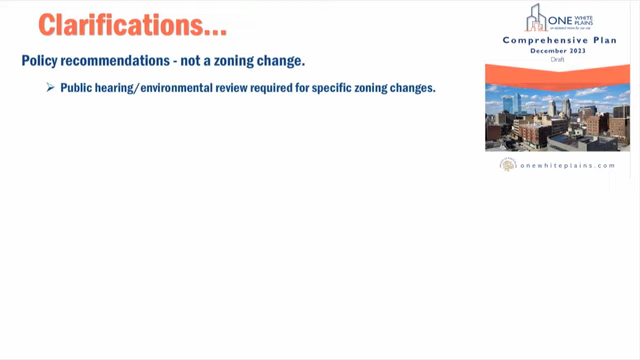 Clarifications...
Policy recommendations - not a zoning change.
Public hearing/environmental review required for specific zoning changes.
ONE WHITE PLAINS
Comprehensive Plan
December 2023
Draft
onewhiteplains.com